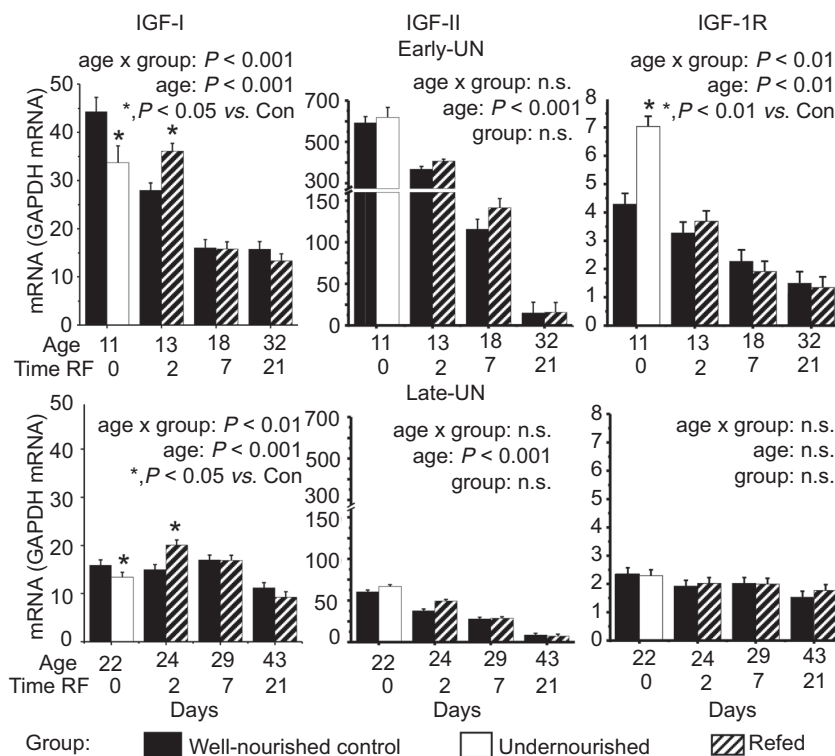 IGF-I IGF-II IGF-1R
Early-UN
age x group: P < 0.001
age: P < 0.001
*,P < 0.05 vs. Con
age x group: n.s.
age: P < 0.001
group: n.s.
age x group: P < 0.01
age: P < 0.01
*,P < 0.01 vs. Con
mRNA (GAPDH mRNA)
50
40
30
20
10
0
* *
700
500
300
150
100
50
0
8
7
6
5
4
3
2
1
0
*
Age 11 13 18 32 11 13 18 32 11 13 18 32
Time RF 0 2 7 21 0 2 7 21 0 2 7 21
Late-UN
age x group: P < 0.01
age: P < 0.001
*,P < 0.05 vs. Con
age x group: n.s.
age: P < 0.001
group: n.s.
age x group: n.s.
age: n.s.
group: n.s.
mRNA (GAPDH mRNA)
50
40
30
20
10
0
* *
700
500
300
150
100
50
0
8
7
6
5
4
3
2
1
0
Age 22 24 29 43 22 24 29 43 22 24 29 43
Time RF 0 2 7 21 0 2 7 21 0 2 7 21
Days Days Days
Group: Well-nourished control Undernourished Refed